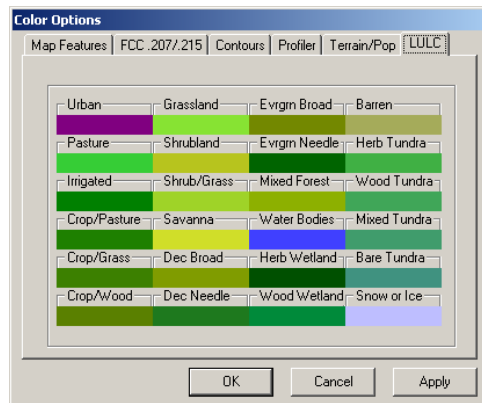 Color Options
Map Features FCC .207/.215 Contours Profiler Terrain/Pop LULC
Urban Grassland Evrgrn Broad Barren
Pasture Shrubland Evrgrn Needle Herb Tundra
Irrigated Shrub/Grass Mixed Forest Wood Tundra
Crop/Pasture Savanna Water Bodies Mixed Tundra
Crop/Grass Dec Broad Herb Wetland Bare Tundra
Crop/Wood Dec Needle Wood Wetland Snow or Ice
OK Cancel Apply